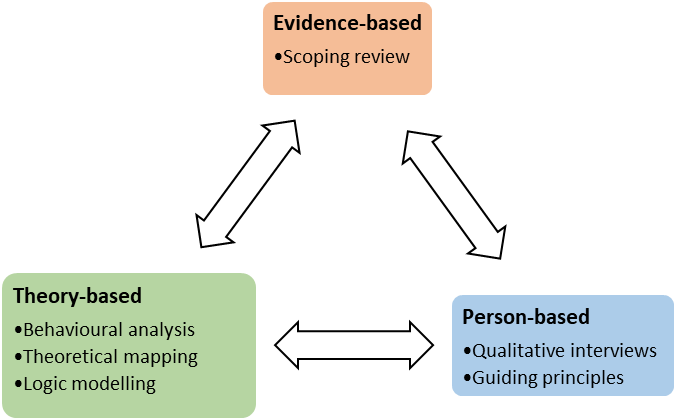 Evidence-based
•Scoping review
Theory-based
•Behavioural analysis
•Theoretical mapping
•Logic modelling
Person-based
•Qualitative interviews
•Guiding principles